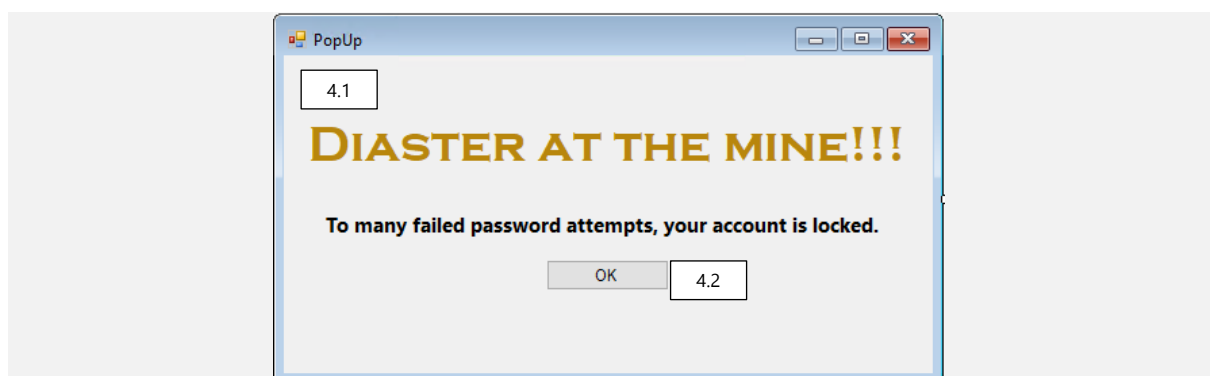 PopUp
4.1
DIASTER AT THE MINE!!!
To many failed password attempts, your account is locked.
OK
4.2